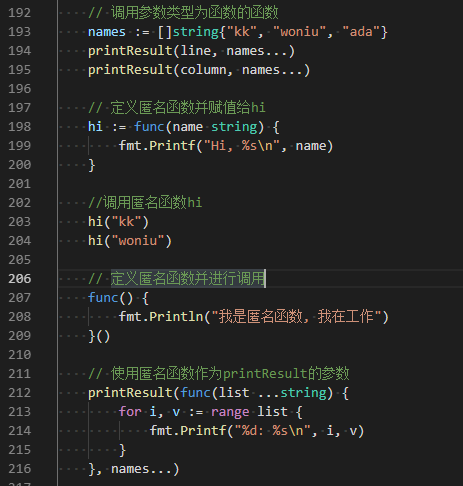 192 // 调用参数类型为函数的函数
193 names := []string{"kk", "woniu", "ada"}
194 printResult(line, names...)
195 printResult(column, names...)
196
197 // 定义匿名函数并赋值给hi
198 hi := func(name string) {
199 fmt.Printf("Hi, %s\n", name)
200 }
201
202 //调用匿名函数hi
203 hi("kk")
204 hi("woniu")
205
206 // 定义匿名函数并进行调用
207 func() {
208 fmt.Println("我是匿名函数, 我在工作")
209 }()
210
211 // 使用匿名函数作为printResult的参数
212 printResult(func(list ...string) {
213 for i, v := range list {
214 fmt.Printf("%d: %s\n", i, v)
215 }
216 }, names...)
217